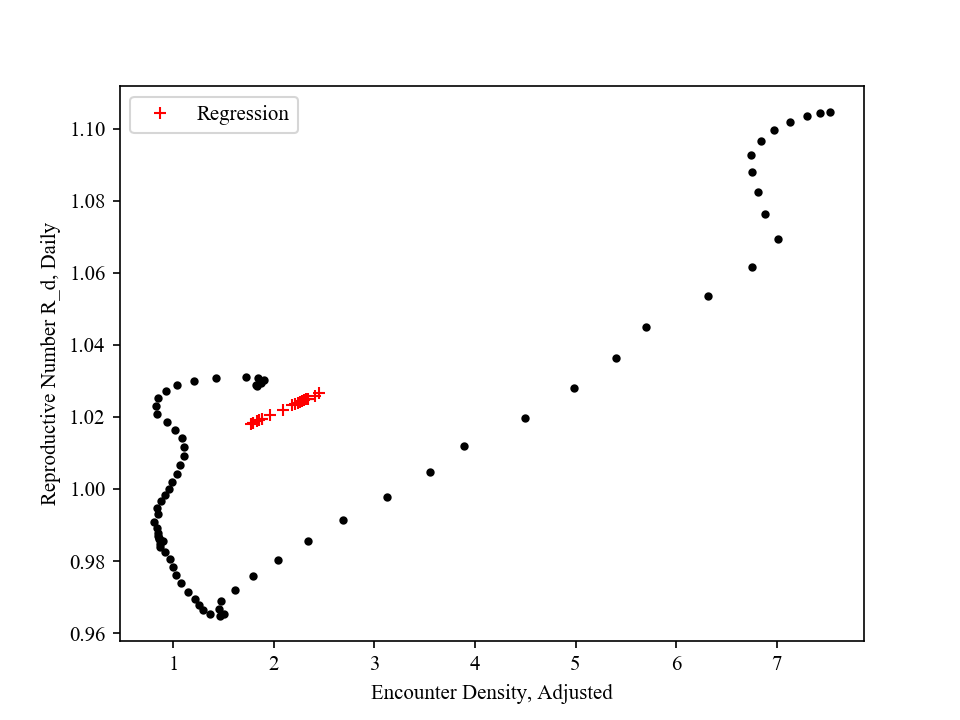 Regression
1.10
1.08
1.06
1.04
1.02
1.00
0.98
0.96
Reproductive Number R_d, Daily
1 2 3 4 5 6 7
Encounter Density, Adjusted